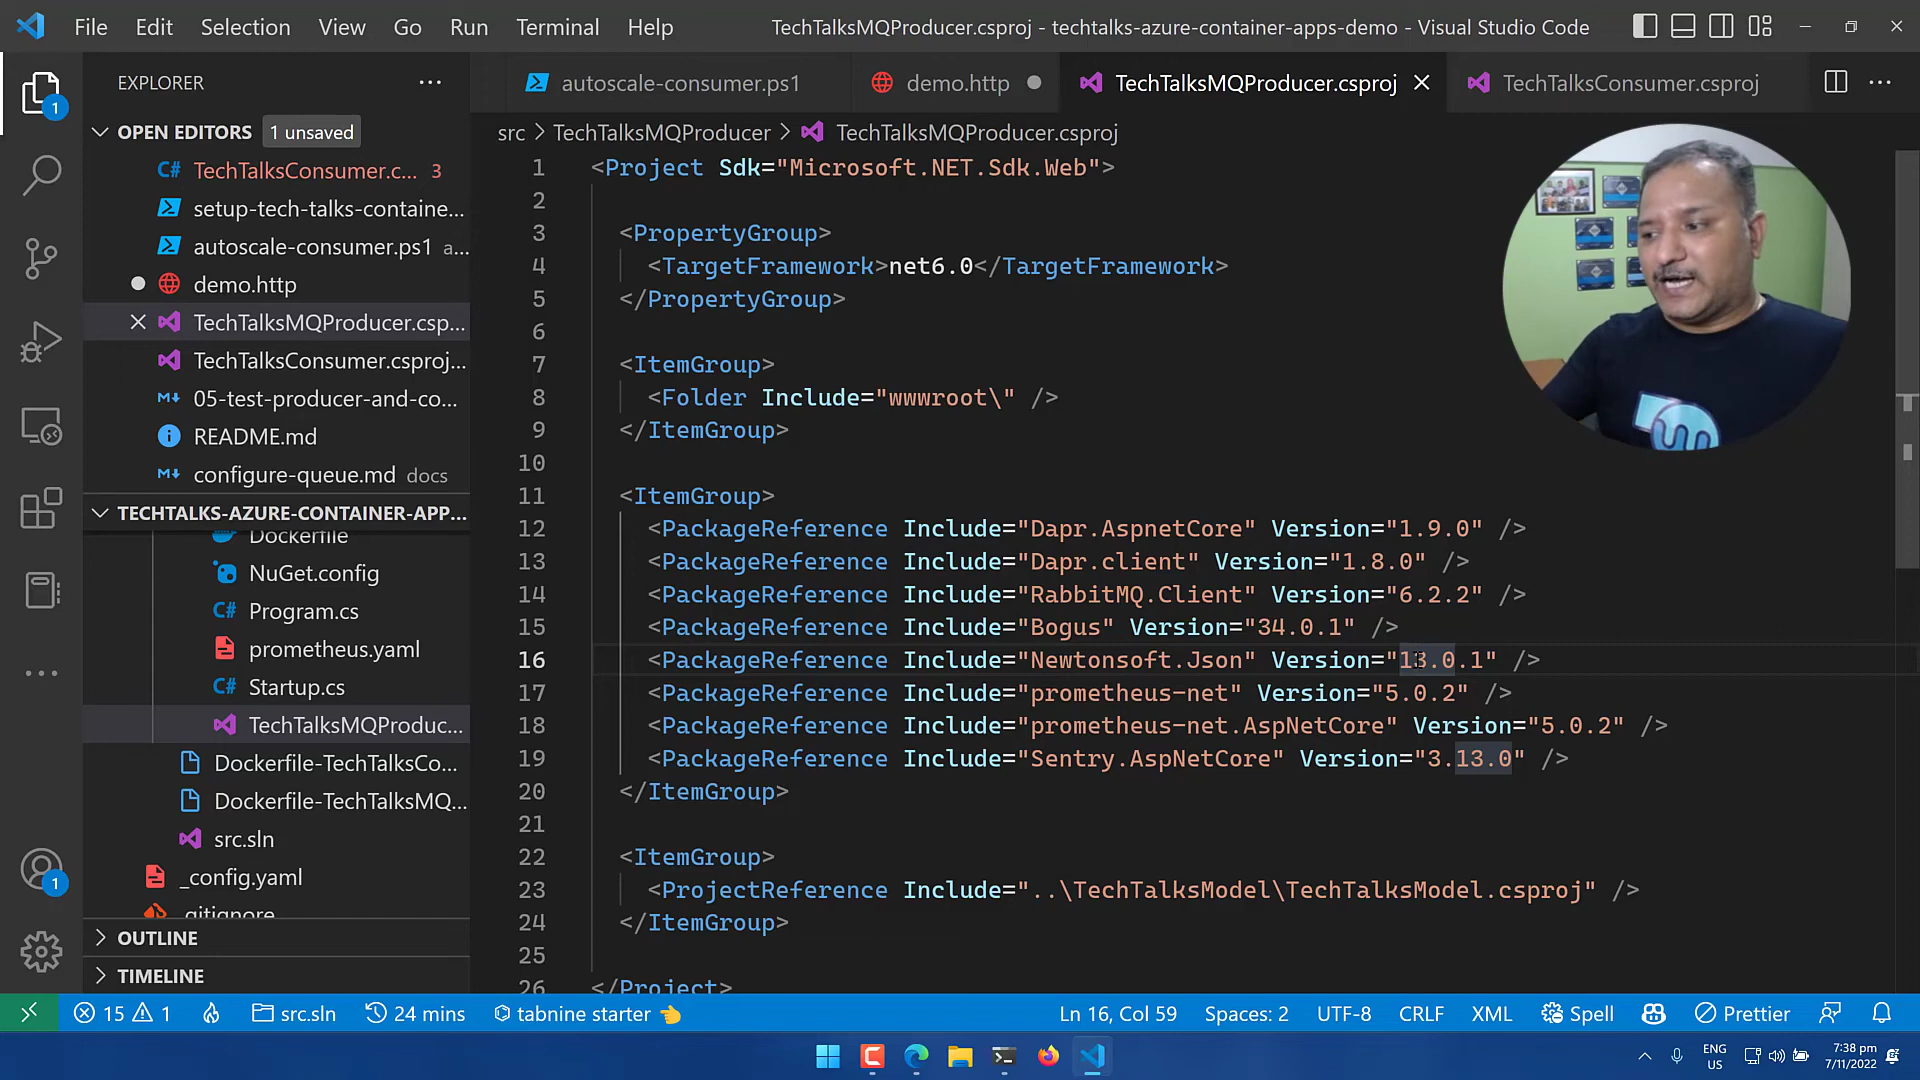 File Edit Selection View Go Run Terminal Help TechTalksMQProducer.csproj - techtalks-azure-container-apps-demo - Visual Studio Code
EXPLORER
autoscale-consumer.ps1 demo.http TechTalksMQProducer.csproj TechTalksConsumer.csproj
OPEN EDITORS 1 unsaved
TechTalksConsumer.c... 3
setup-tech-talks-containe...
autoscale-consumer.ps1 a...
demo.http
TechTalksMQProducer.csp...
TechTalksConsumer.csproj...
05-test-producer-and-co...
README.md
configure-queue.md docs
TECHTALKS-AZURE-CONTAINER-APP...
Dockerfile
NuGet.config
Program.cs
prometheus.yaml
Startup.cs
TechTalksMQProduc...
Dockerfile-TechTalksCo...
Dockerfile-TechTalksMQ...
src.sln
_config.yaml
.gitignore
OUTLINE
TIMELINE
1
1
src > TechTalksMQProducer > TechTalksMQProducer.csproj
1 <Project Sdk="Microsoft.NET.Sdk.Web">
2
3 <PropertyGroup>
4 <TargetFramework>net6.0</TargetFramework>
5 </PropertyGroup>
6
7 <ItemGroup>
8 <Folder Include="wwwroot\" />
9 </ItemGroup>
10
11 <ItemGroup>
12 <PackageReference Include="Dapr.AspnetCore" Version="1.9.0" />
13 <PackageReference Include="Dapr.client" Version="1.8.0" />
14 <PackageReference Include="RabbitMQ.Client" Version="6.2.2" />
15 <PackageReference Include="Bogus" Version="34.0.1" />
16 <PackageReference Include="Newtonsoft.Json" Version="13.0.1" />
17 <PackageReference Include="prometheus-net" Version="5.0.2" />
18 <PackageReference Include="prometheus-net.AspNetCore" Version="5.0.2" />
19 <PackageReference Include="Sentry.AspNetCore" Version="3.13.0" />
20 </ItemGroup>
21
22 <ItemGroup>
23 <ProjectReference Include="..\TechTalksModel\TechTalksModel.csproj" />
24 </ItemGroup>
25
26 </Project>
15 1 src.sln 24 mins tabnine starter Ln 16, Col 59 Spaces: 2 UTF-8 CRLF XML Spell Prettier
ENG
US
7:38 pm
7/11/2022